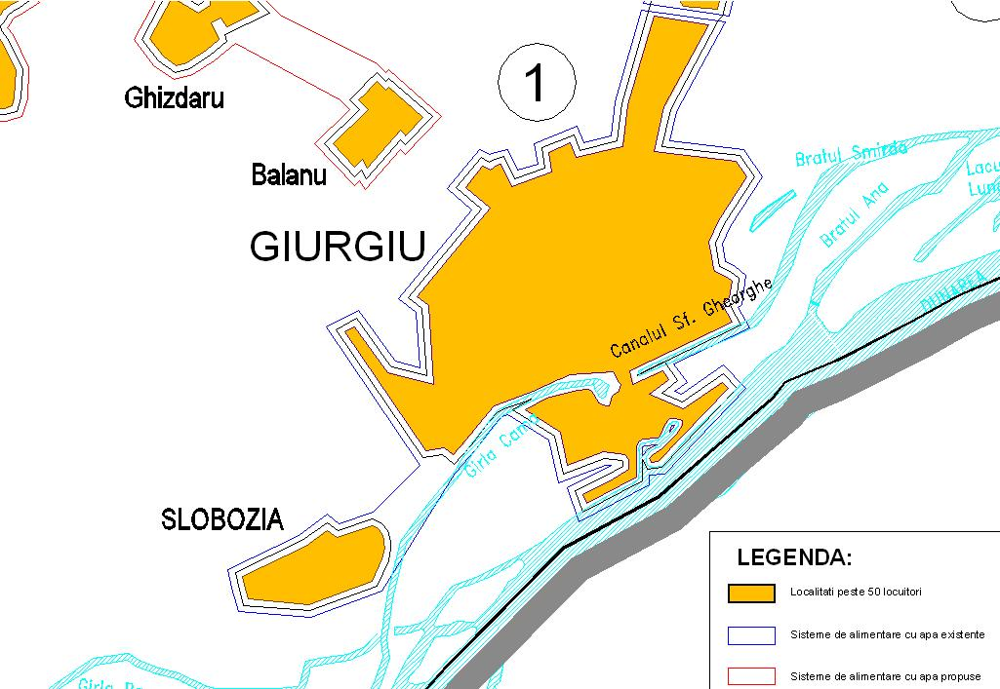 1
Ghizdaru
Balanu
Bratul Smirda
Bratul Ana
GIURGIU
DUNAREA
Canalul Sf. Gheorghe
Girla Cama
SLOBOZIA
LEGENDA:
Localitati peste 50 locuitori
Sisteme de alimentare cu apa existente
Sisteme de alimentare cu apa propuse
Girla